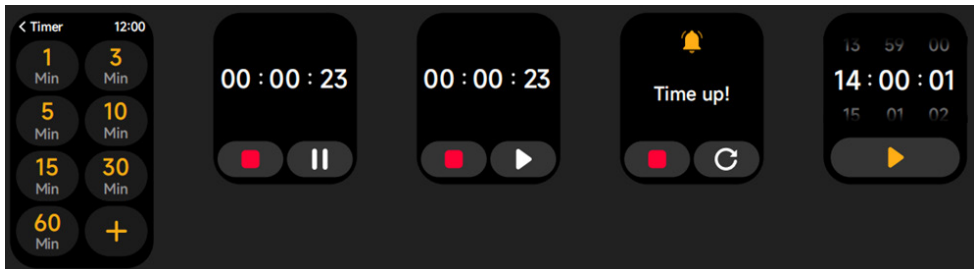 < Timer 12:00
1 Min 3 Min
5 Min 10 Min
15 Min 30 Min
60 Min +
00 : 00 : 23
00 : 00 : 23
Time up!
13 59 00
14 : 00 : 01
15 01 02